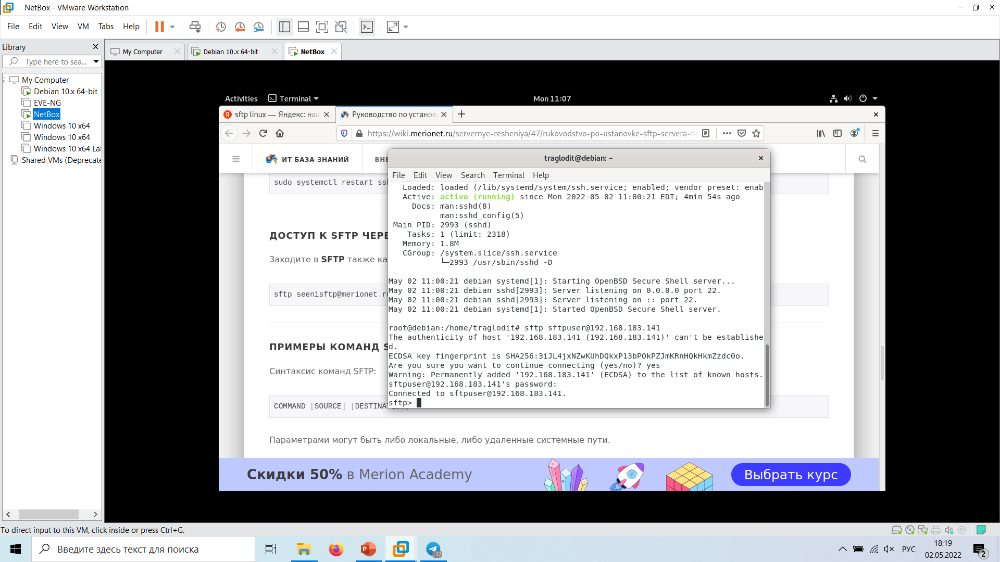 NetBox - VMware Workstation
File Edit View VM Tabs Help
Library
Type here to sea...
My Computer
Debian 10.x 64-bit
EVE-NG
NetBox
Windows 10 x64
Windows 10 x64
Windows 10 x64 Lal
Shared VMs (Deprecate
My Computer
Debian 10.x 64-bit
NetBox
Activities Terminal Mon 11:07
sftp linux — Яндекс: наш
Руководство по установ
https://wiki.merionet.ru/servernye-resheniya/47/rukovodstvo-po-ustanovke-sftp-servera-n
ИТ БАЗА ЗНАНИЙ
ВНЕ
sudo systemctl restart ssh
ДОСТУП К SFTP ЧЕРЕ
Заходите в SFTP также ка
sftp seenisftp@merionet.ru
ПРИМЕРЫ КОМАНД S
Синтаксис команд SFTP:
COMMAND [SOURCE] [DESTINATION]
Параметрами могут быть либо локальные, либо удаленные системные пути.
traglodit@debian: ~
File Edit View Search Terminal Help
Loaded: loaded (/lib/systemd/system/ssh.service; enabled; vendor preset: enab
Active: active (running) since Mon 2022-05-02 11:00:21 EDT; 4min 54s ago
Docs: man:sshd(8)
man:sshd_config(5)
Main PID: 2993 (sshd)
Tasks: 1 (limit: 2318)
Memory: 1.8M
CGroup: /system.slice/ssh.service
└─2993 /usr/sbin/sshd -D
May 02 11:00:21 debian systemd[1]: Starting OpenBSD Secure Shell server...
May 02 11:00:21 debian sshd[2993]: Server listening on 0.0.0.0 port 22.
May 02 11:00:21 debian sshd[2993]: Server listening on :: port 22.
May 02 11:00:21 debian systemd[1]: Started OpenBSD Secure Shell server.
root@debian:/home/traglodit# sftp sftpuser@192.168.183.141
The authenticity of host '192.168.183.141 (192.168.183.141)' can't be establishe
d.
ECDSA key fingerprint is SHA256:3iJL4jxNZwKUhDQkxP13bPOkPZJmKRnHQkHkmZzdc0o.
Are you sure you want to continue connecting (yes/no)? yes
Warning: Permanently added '192.168.183.141' (ECDSA) to the list of known hosts.
sftpuser@192.168.183.141's password:
Connected to sftpuser@192.168.183.141.
sftp>
Скидки 50% в Merion Academy
Выбрать курс
To direct input to this VM, click inside or press Ctrl+G.
Введите здесь текст для поиска
..12
РУС
18:19
02.05.2022
2